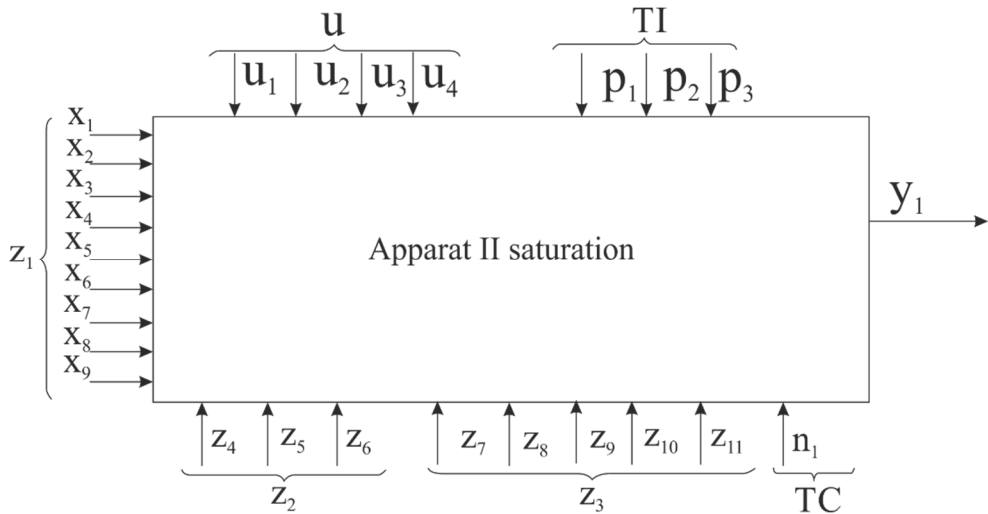 u
TI
u₁ u₂ u₃ u₄
p₁ p₂ p₃
z₁
x₁
x₂
x₃
x₄
x₅
x₆
x₇
x₈
x₉
Apparat II saturation
y₁
z₄ z₅ z₆
z₇ z₈ z₉ z₁₀ z₁₁
n₁
z₂
z₃
TC